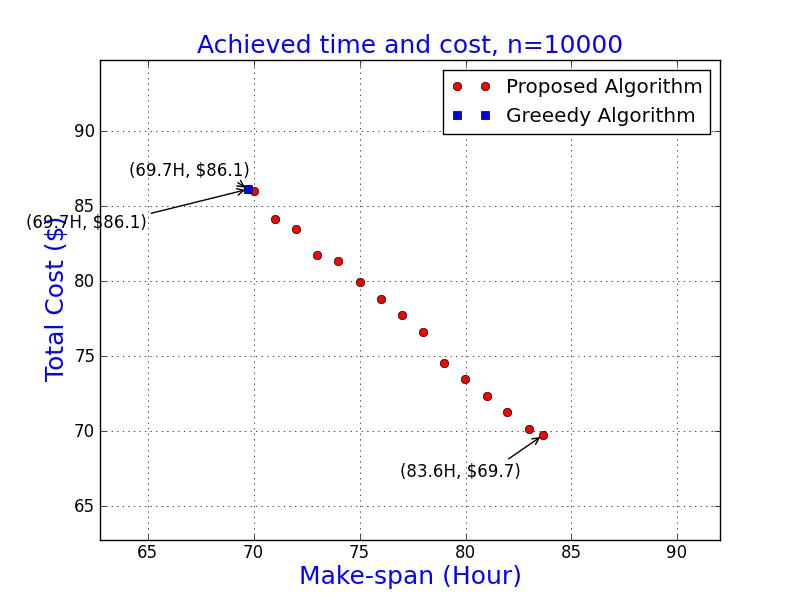 Achieved time and cost, n=10000
Proposed Algorithm
Greeedy Algorithm
90
(69.7H, $86.1)
85
(69.7H, $86.1)
Total Cost ($)
80
75
70
(83.6H, $69.7)
65
65 70 75 80 85 90
Make-span (Hour)